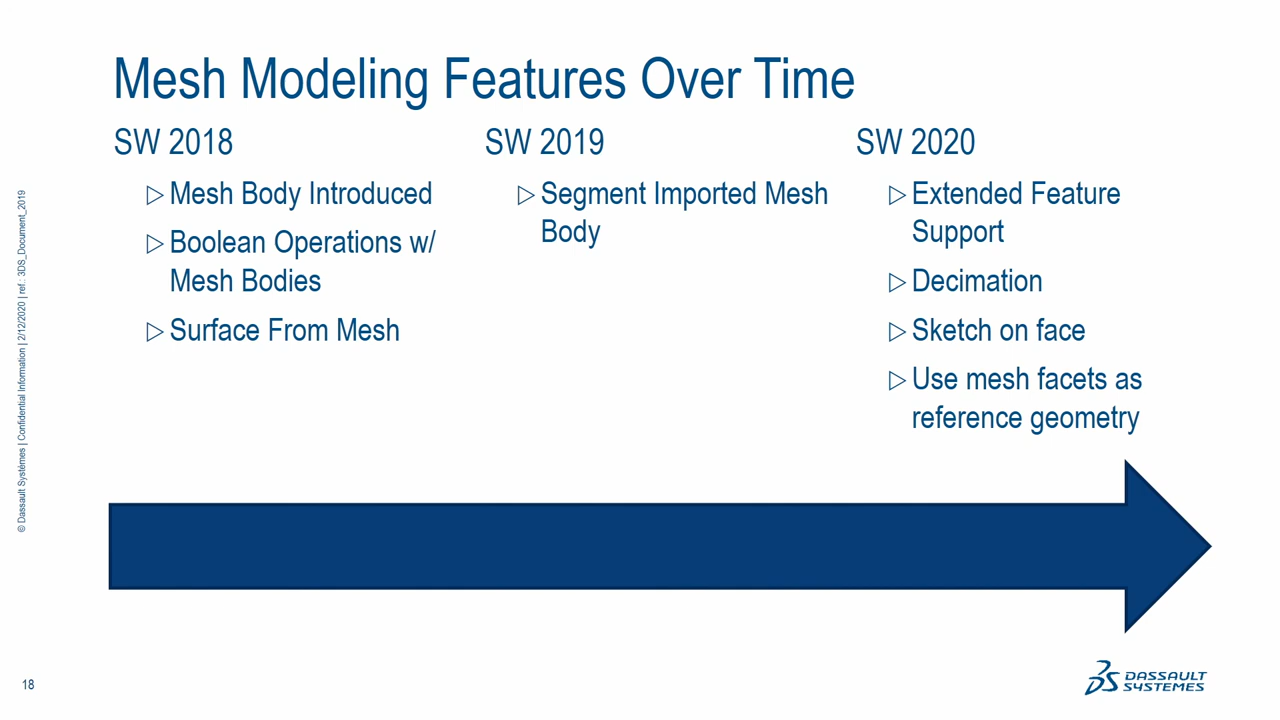 Mesh Modeling Features Over Time
SW 2018
▷ Mesh Body Introduced
▷ Boolean Operations w/
Mesh Bodies
▷ Surface From Mesh
SW 2019
▷ Segment Imported Mesh
Body
SW 2020
▷ Extended Feature
Support
▷ Decimation
▷ Sketch on face
▷ Use mesh facets as
reference geometry
© Dassault Systèmes | Confidential Information | 2/12/2020 | ref.: 3DS_Document_2019
18
3DS DASSAULT
SYSTEMES